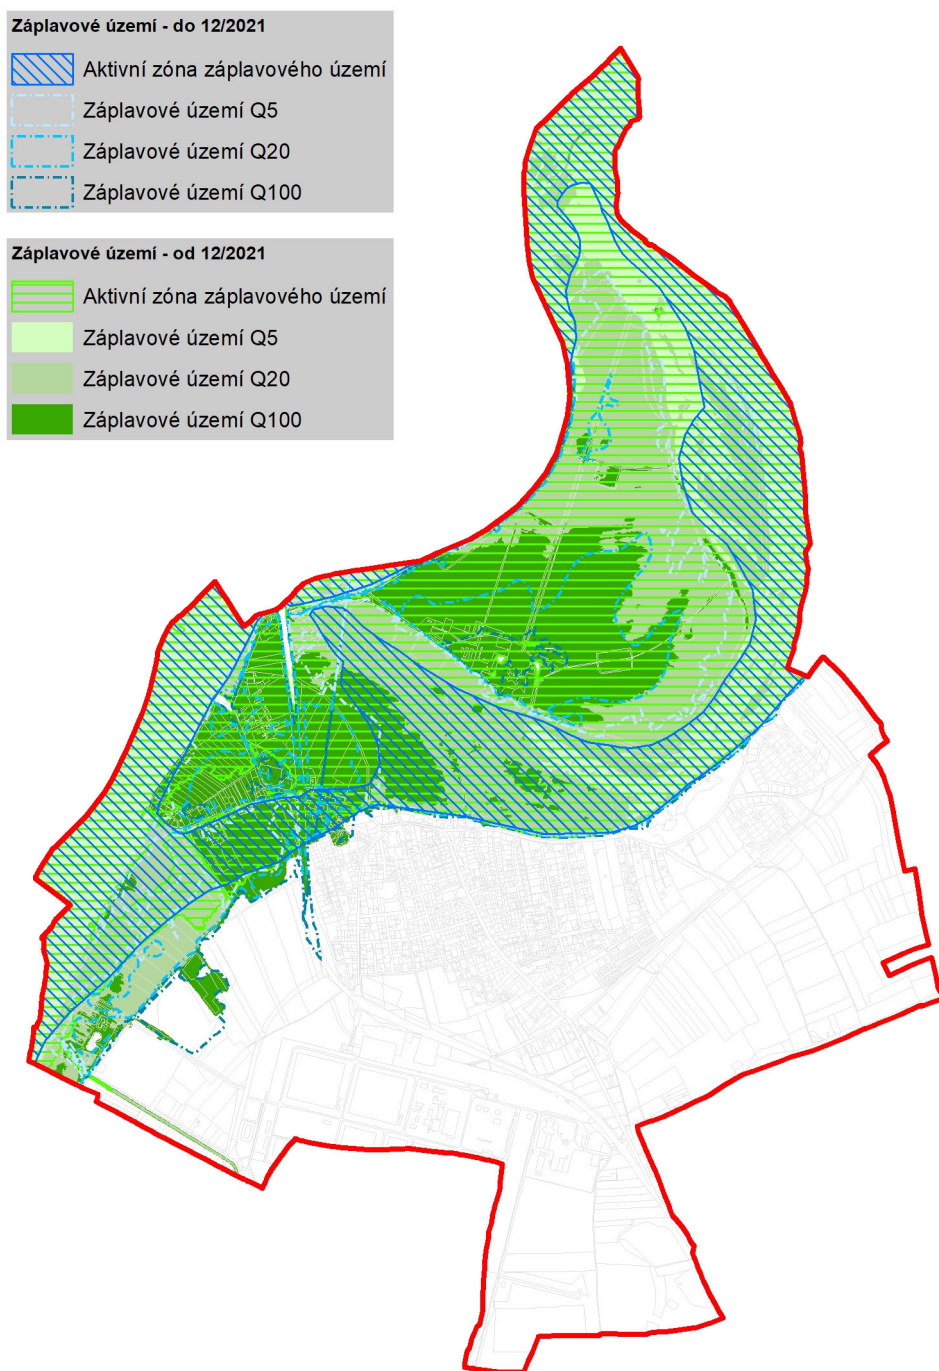 Záplavové území - do 12/2021
Aktivní zóna záplavového území
Záplavové území Q5
Záplavové území Q20
Záplavové území Q100
Záplavové území - od 12/2021
Aktivní zóna záplavového území
Záplavové území Q5
Záplavové území Q20
Záplavové území Q100